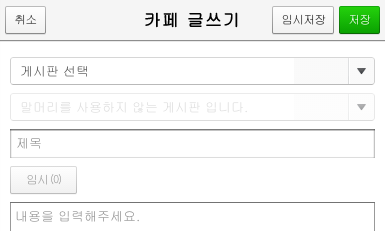 취소 카페 글쓰기 임시저장 저장
게시판 선택
말머리를 사용하지 않는 게시판 입니다.
제목
임시 (0)
내용을 입력해주세요.